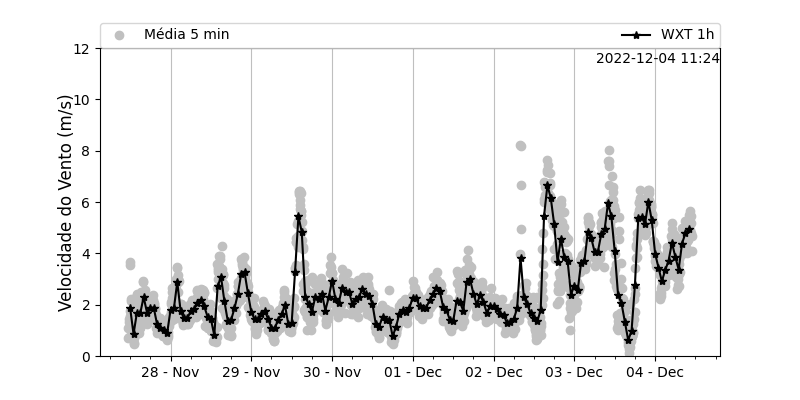 Média 5 min
WXT 1h
2022-12-04 11:24
Velocidade do Vento (m/s)
12
10
8
6
4
2
0
28 - Nov
29 - Nov
30 - Nov
01 - Dec
02 - Dec
03 - Dec
04 - Dec